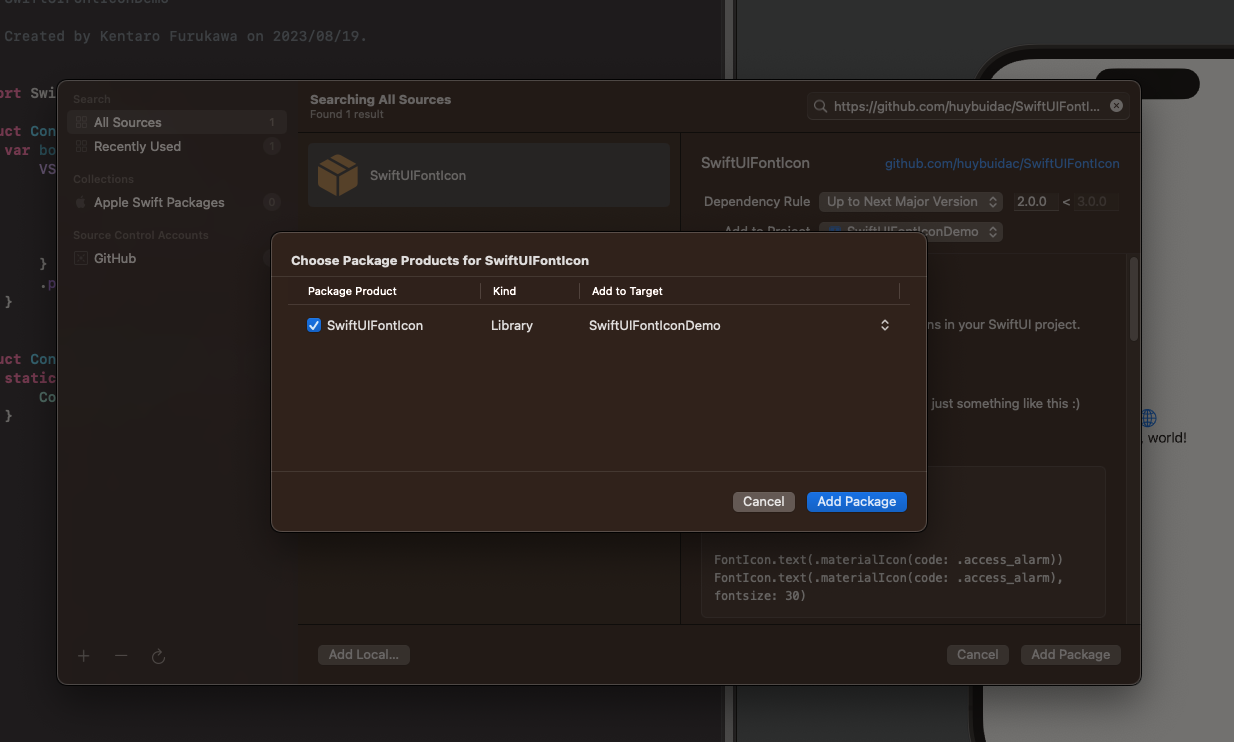 SwiftUIFontIconDemo
Created by Kentaro Furukawa on 2023/08/19.
ort Swi
uct Con
var bo
VS
}
.p
}
uct Con
static
Co
}
Search
All Sources 1
Recently Used 1
Collections
Apple Swift Packages 0
Source Control Accounts
GitHub
Searching All Sources
Found 1 result
https://github.com/huybuidac/SwiftUIFontI...
SwiftUIFontIcon
SwiftUIFontIcon
github.com/huybuidac/SwiftUIFontIcon
Dependency Rule Up to Next Major Version 2.0.0 < 3.0.0
Add to Project SwiftUIFontIconDemo
Choose Package Products for SwiftUIFontIcon
Package Product Kind Add to Target
SwiftUIFontIcon Library SwiftUIFontIconDemo
Cancel Add Package
ns in your SwiftUI project.
just something like this :)
FontIcon.text(.materialIcon(code: .access_alarm))
FontIcon.text(.materialIcon(code: .access_alarm),
fontsize: 30)
, world!
Add Local...
Cancel Add Package